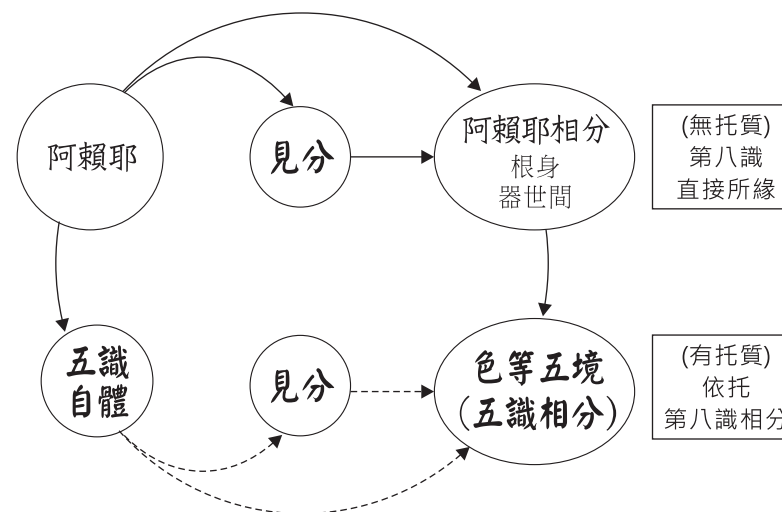 阿賴耶
見分
阿賴耶相分
根身
器世間
(無托質)
第八識
直接所緣
五識
自體
見分
色等五境
(五識相分)
(有托質)
依托
第八識相分